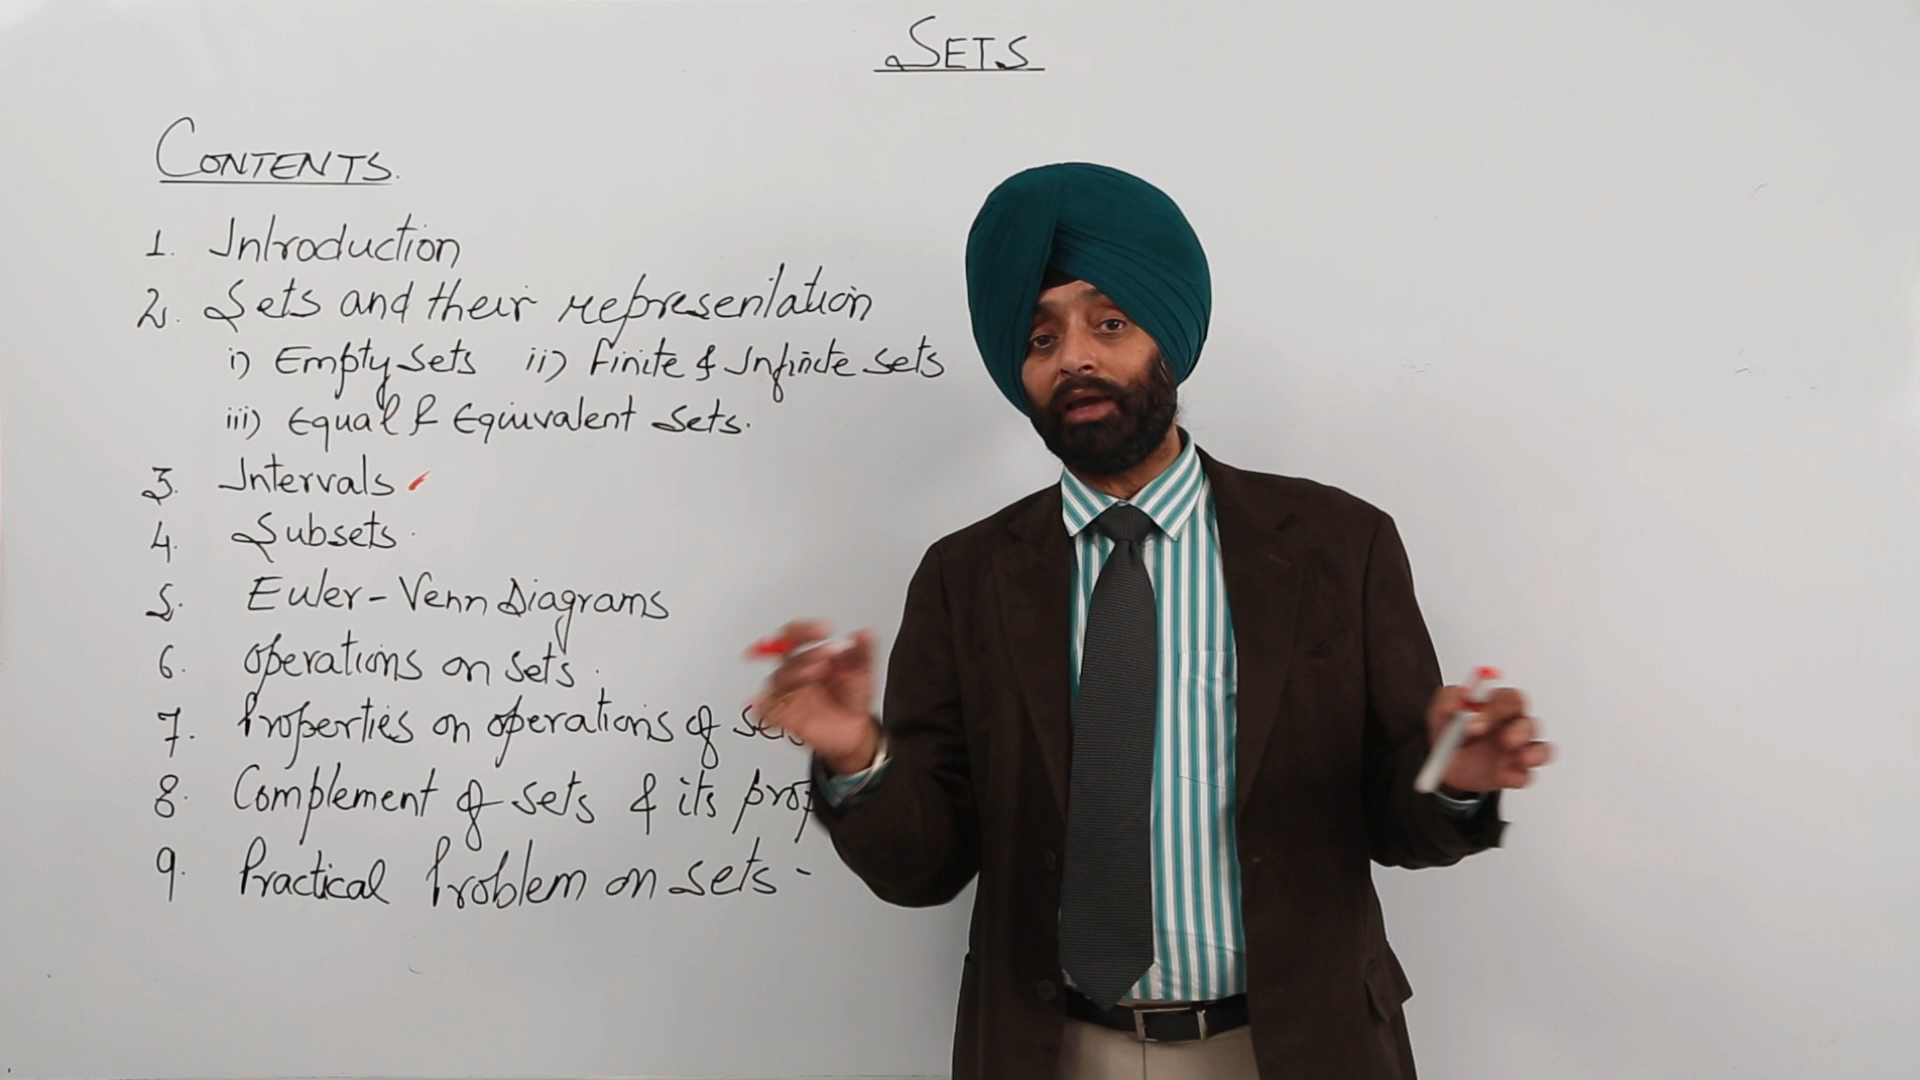 SETS
CONTENTS.
1. Introduction
2. Sets and their representation
i) Empty Sets ii) Finite & Infinite Sets
iii) Equal & Equivalent Sets.
3. Intervals
4. Subsets.
5. Euler-Venn Diagrams
6. Operations on Sets.
7. Properties on operations of sets
8. Complement of sets & its prop
9. Practical Problem on sets-